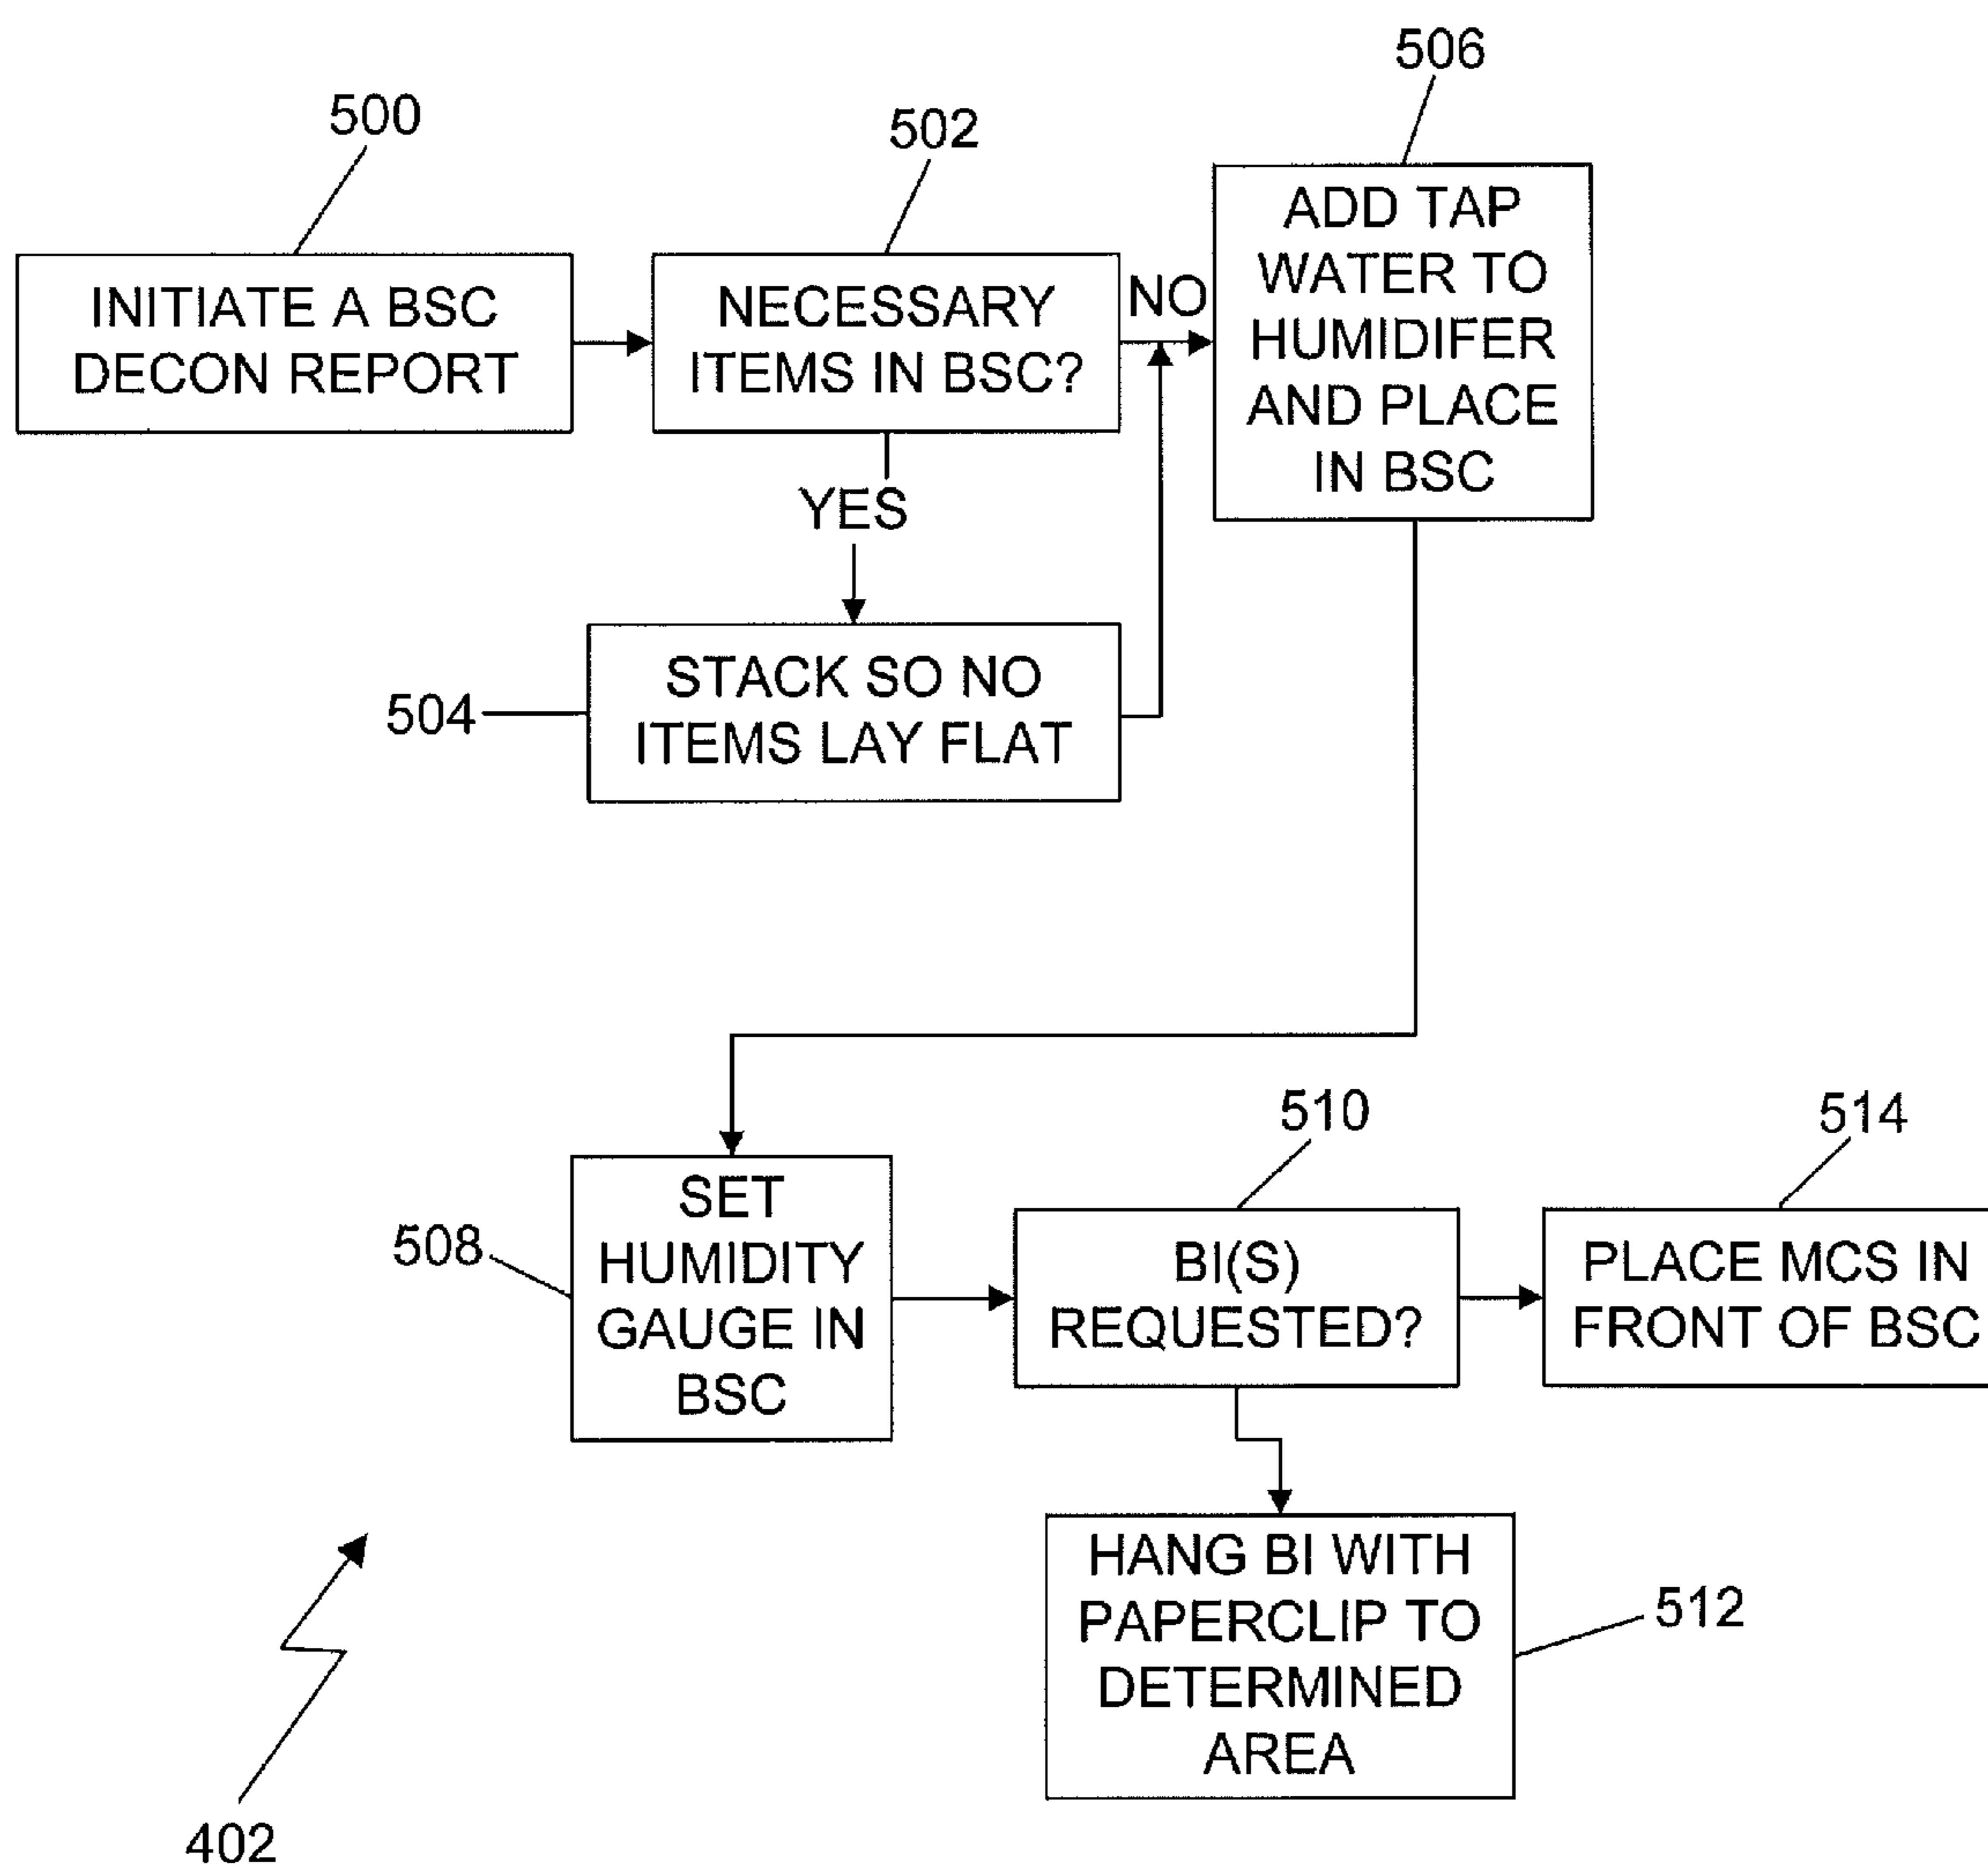 500
INITIATE A BSC
DECON REPORT
502
NECESSARY
ITEMS IN BSC?
NO
YES
504
STACK SO NO
ITEMS LAY FLAT
506
ADD TAP
WATER TO
HUMIDIFER
AND PLACE
IN BSC
508
SET
HUMIDITY
GAUGE IN
BSC
510
BI(S)
REQUESTED?
514
PLACE MCS IN
FRONT OF BSC
HANG BI WITH
PAPERCLIP TO
DETERMINED
AREA
512
402